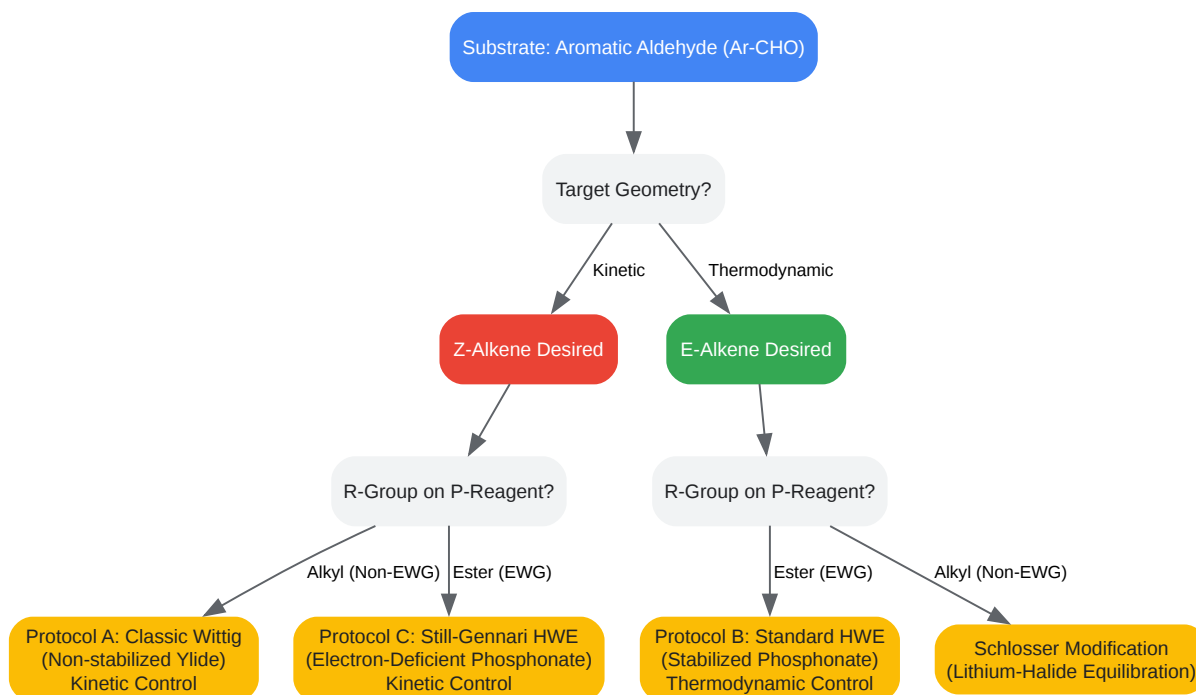 Substrate: Aromatic Aldehyde (Ar-CHO)
Target Geometry?
Kinetic
Thermodynamic
Z-Alkene Desired
E-Alkene Desired
R-Group on P-Reagent?
R-Group on P-Reagent?
Alkyl (Non-EWG)
Ester (EWG)
Ester (EWG)
Alkyl (Non-EWG)
Protocol A: Classic Wittig
(Non-stabilized Ylide)
Kinetic Control
Protocol C: Still-Gennari HWE
(Electron-Deficient Phosphonate)
Kinetic Control
Protocol B: Standard HWE
(Stabilized Phosphonate)
Thermodynamic Control
Schlosser Modification
(Lithium-Halide Equilibration)